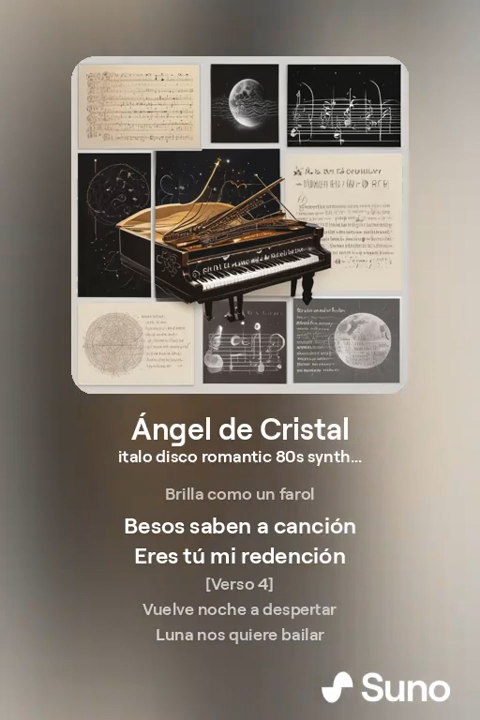 Ángel de Cristal
italo disco romantic 80s synth...
Brilla como un farol
Besos saben a canción
Eres tú mi redención
[Verso 4]
Vuelve noche a despertar
Luna nos quiere bailar
Suno